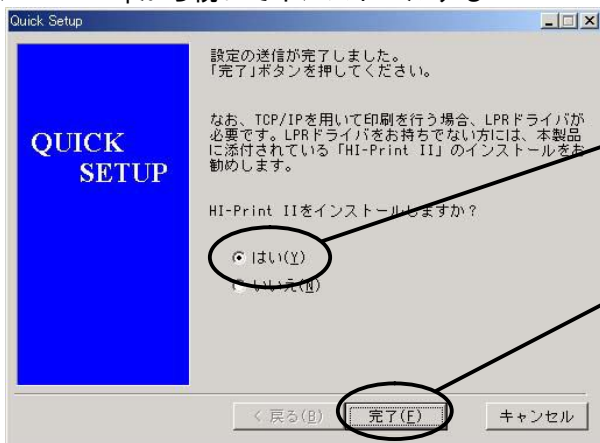 Quick Setup
設定の送信が完了しました。
「完了」ボタンを押してください。
なお、TCP/IPを用いて印刷を行う場合、LPRドライバが
必要です。LPRドライバをお持ちでない方には、本製品
に添付されている「HI-Print II」のインストールをお
勧めします。
QUICK
SETUP
HI-Print IIをインストールしますか？
はい(Y)
いいえ(N)
< 戻る(B)
完了(F)
キャンセル